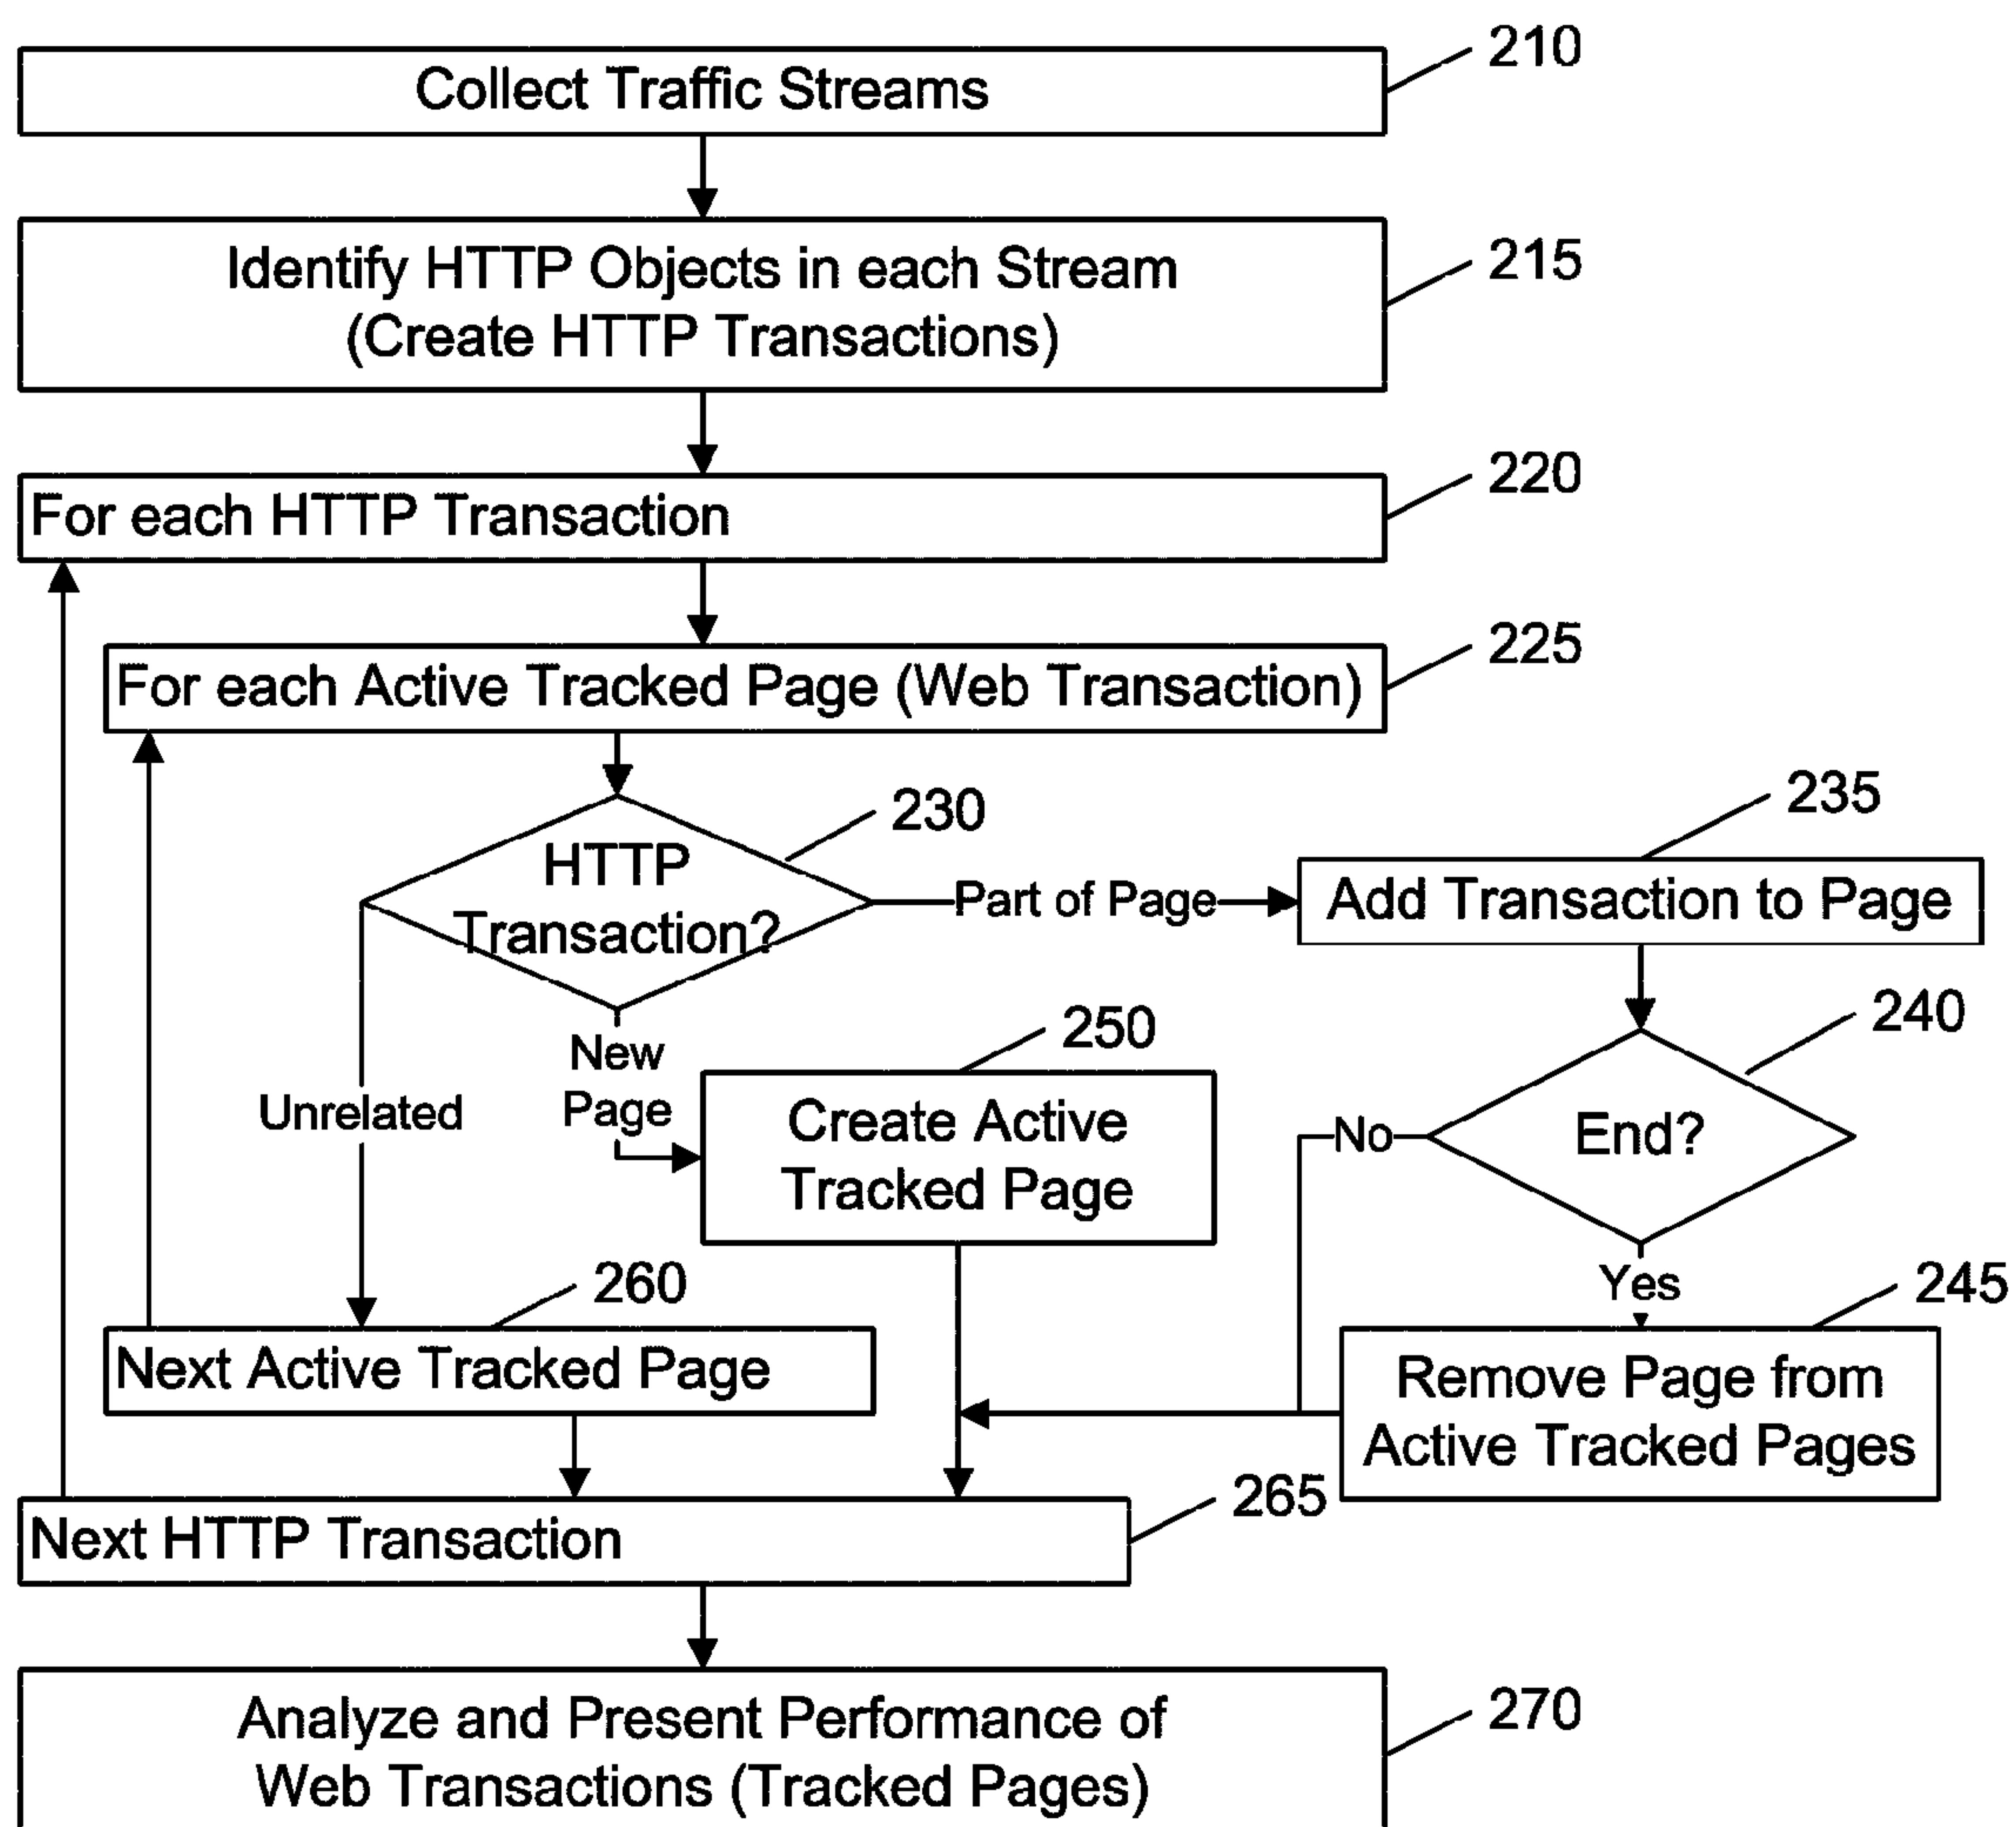 210
Collect Traffic Streams
215
Identify HTTP Objects in each Stream
(Create HTTP Transactions)
220
For each HTTP Transaction
225
For each Active Tracked Page (Web Transaction)
230
HTTP
Transaction?
Part of Page
235
Add Transaction to Page
240
End?
No
Yes
245
Remove Page from
Active Tracked Pages
New
Page
250
Create Active
Tracked Page
Unrelated
260
Next Active Tracked Page
265
Next HTTP Transaction
270
Analyze and Present Performance of
Web Transactions (Tracked Pages)